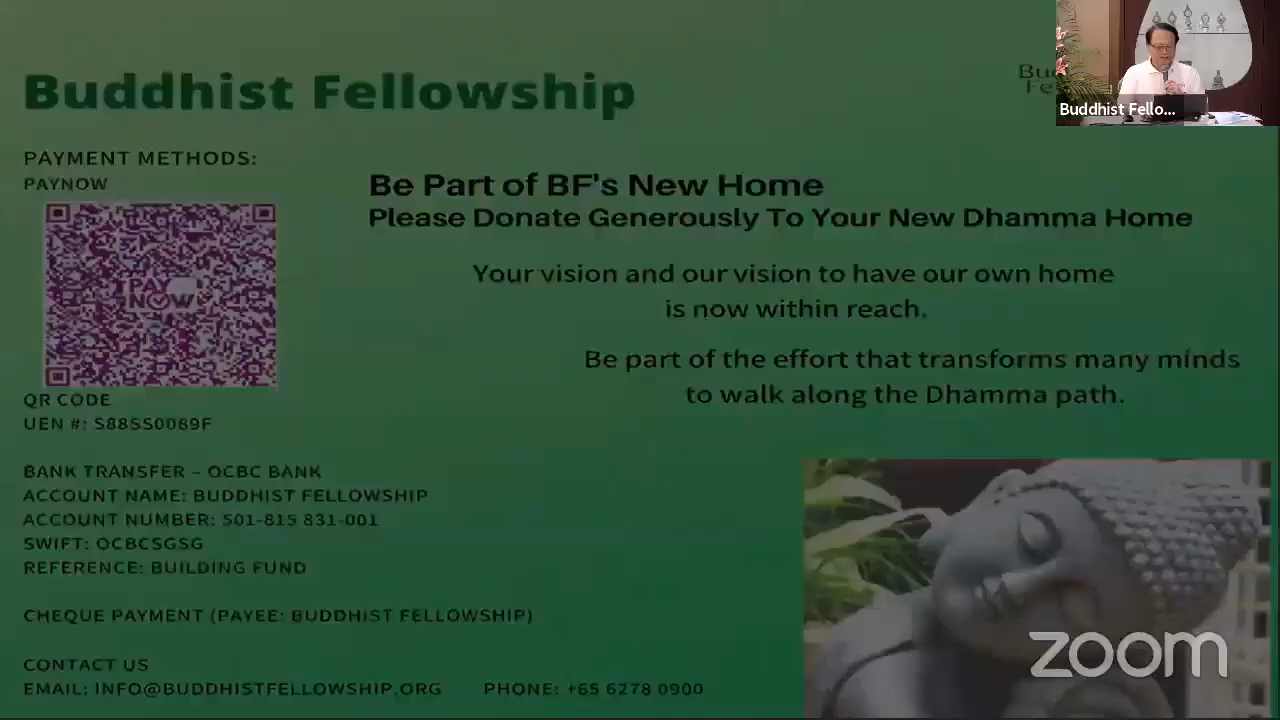 Buddhist Fellowship
PAYMENT METHODS:
PAYNOW
PAY
NOW
QR CODE
UEN #: S88SS0089F
BANK TRANSFER – OCBC BANK
ACCOUNT NAME: BUDDHIST FELLOWSHIP
ACCOUNT NUMBER: 501-815 831-001
SWIFT: OCBCSGSG
REFERENCE: BUILDING FUND
CHEQUE PAYMENT (PAYEE: BUDDHIST FELLOWSHIP)
CONTACT US
EMAIL: INFO@BUDDHISTFELLOWSHIP.ORG PHONE: +65 6278 0900
Be Part of BF's New Home
Please Donate Generously To Your New Dhamma Home
Your vision and our vision to have our own home
is now within reach.
Be part of the effort that transforms many minds
to walk along the Dhamma path.
Buddhist Fello...
zoom